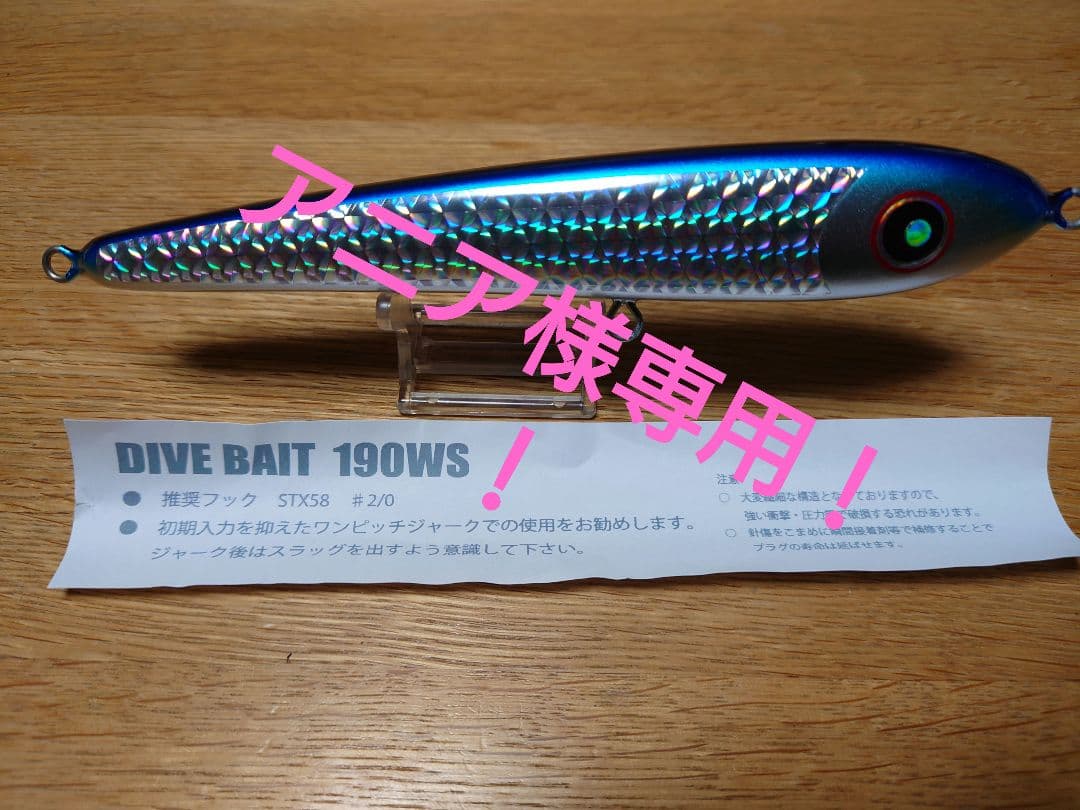 アニア様専用！
ー！
DIVE BAIT 190WS
● 推奨フック STX58 ＃2/0
● 初期入力を抑えたワンピッチジャークでの使用をお勧めします。
ジャーク後はスラッグを出すよう意識して下さい。
注意
○ 大変繊細な構造となっておりますので、
強い衝撃・圧力等で破損する恐れがあります。
○ 針傷をこまめに瞬間接着剤等で補修することで
プラグの寿命は延ばせます。